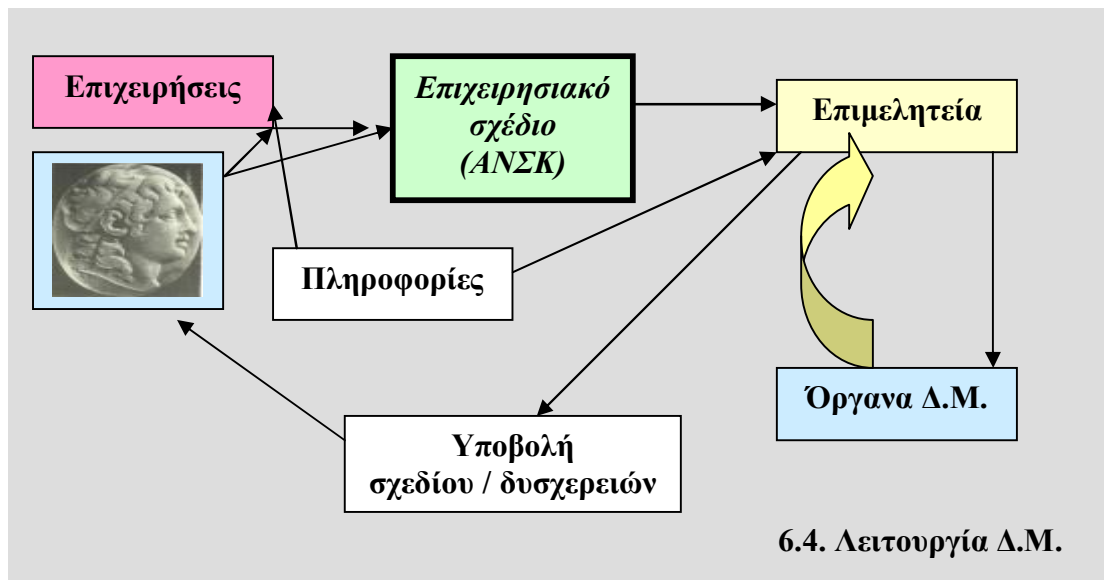 Επιχειρήσεις
Επιχειρησιακό
σχέδιο
(ΑΝΣΚ)
Επιμελητεία
Πληροφορίες
Όργανα Δ.Μ.
Υποβολή
σχεδίου / δυσχερειών
6.4. Λειτουργία Δ.Μ.